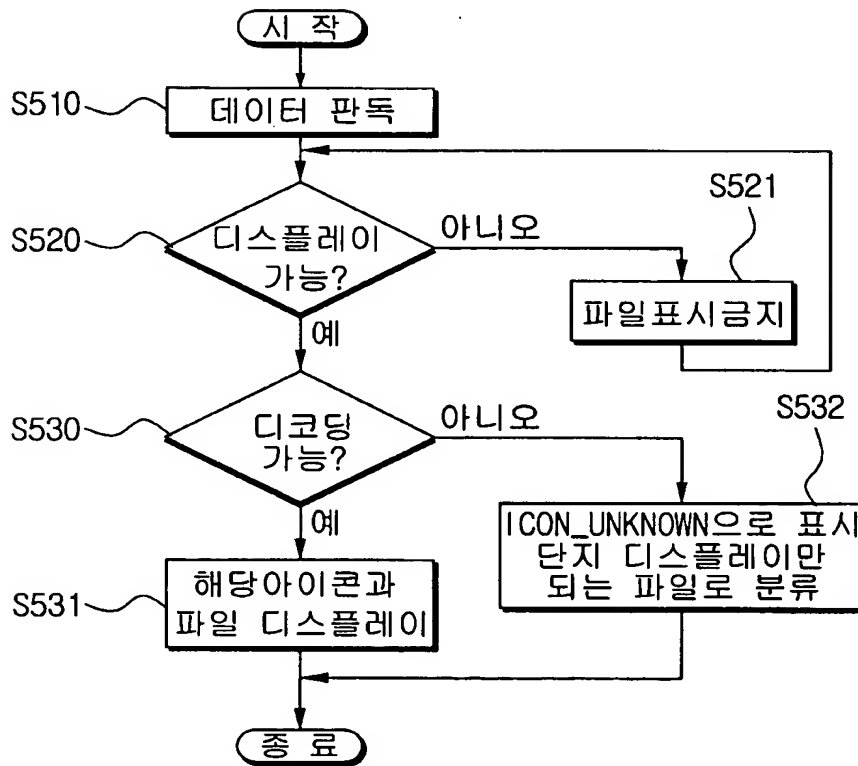 시 작
S510
데이터 판독
S521
S520
디스플레이
가능?
아니오
파일표시금지
예
S530
디코딩
가능?
아니오
S532
예
ICON_UNKNOWN으로 표시
단지 디스플레이만
되는 파일로 분류
S531
해당아이콘과
파일 디스플레이
종 료